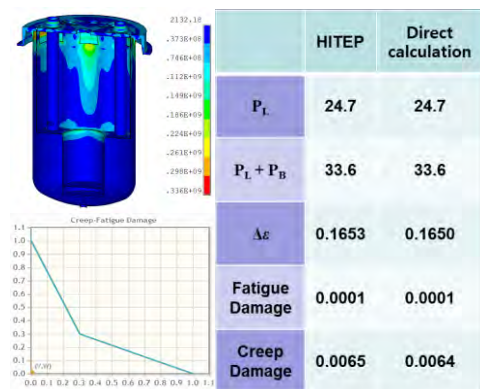 2132.18
.373E+08
.746E+08
.112E+09
.149E+09
.186E+09
.224E+09
.261E+09
.298E+09
.336E+09
Creep-Fatigue Damage
1.1
1.0
0.9
0.8
0.7
0.6
0.5
0.4
0.3
0.2
0.1
0.0
0.0 0.1 0.2 0.3 0.4 0.5 0.6 0.7 0.8 0.9 1.0 1.1
HITEP Direct calculation
P_L 24.7 24.7
P_L + P_B 33.6 33.6
Δε 0.1653 0.1650
Fatigue Damage 0.0001 0.0001
Creep Damage 0.0065 0.0064